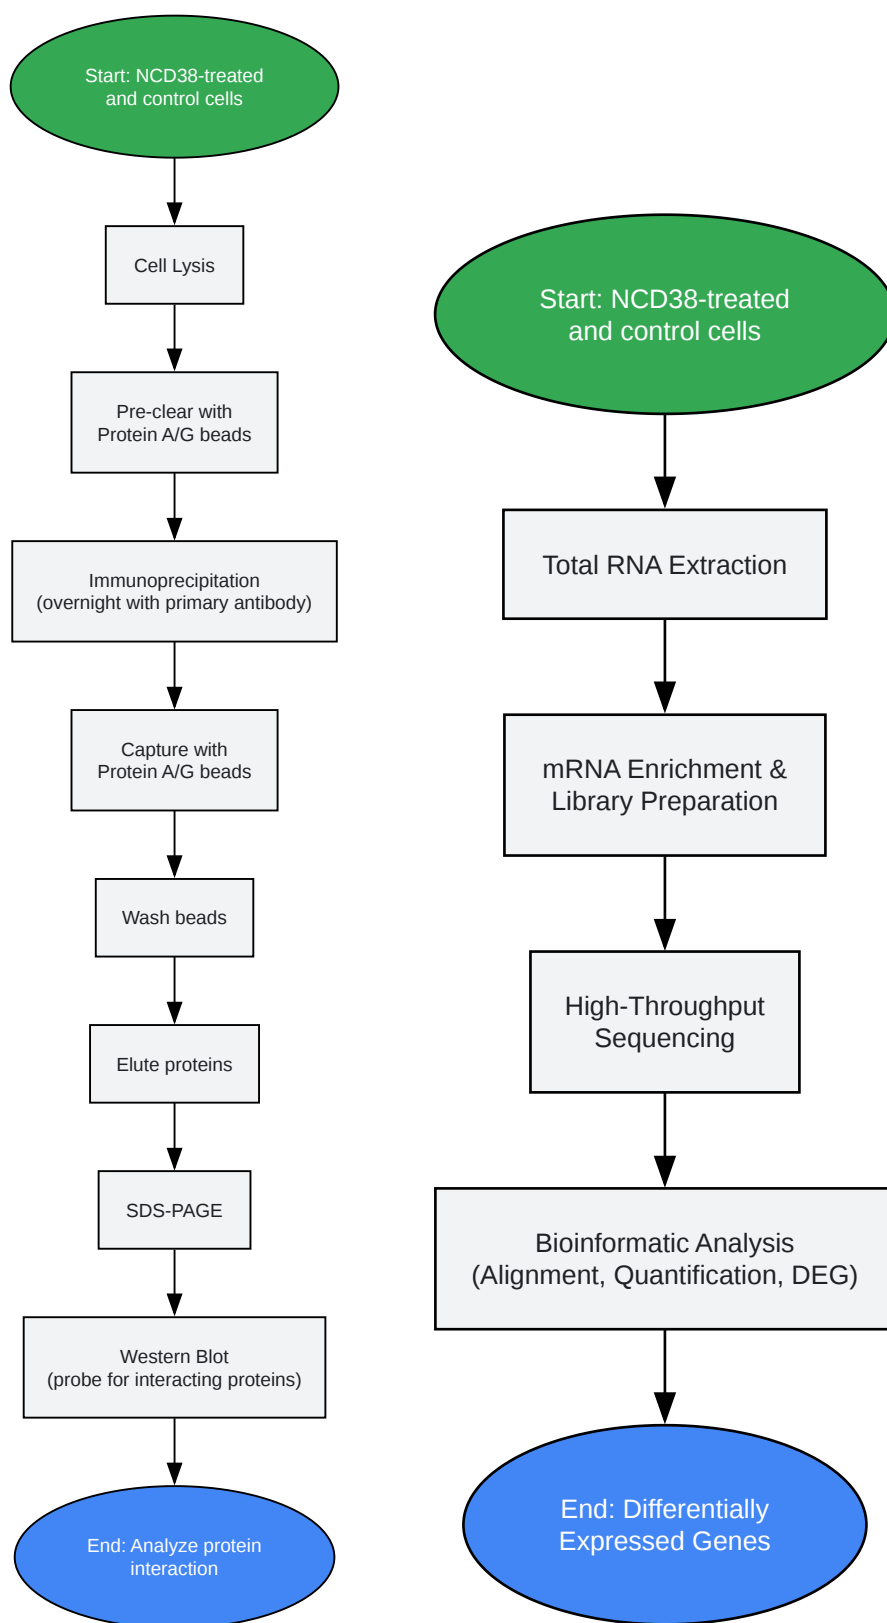 Start: NCD38-treated
and control cells
Cell Lysis
Pre-clear with
Protein A/G beads
Immunoprecipitation
(overnight with primary antibody)
Capture with
Protein A/G beads
Wash beads
Elute proteins
SDS-PAGE
Western Blot
(probe for interacting proteins)
End: Analyze protein
interaction
Start: NCD38-treated
and control cells
Total RNA Extraction
mRNA Enrichment &
Library Preparation
High-Throughput
Sequencing
Bioinformatic Analysis
(Alignment, Quantification, DEG)
End: Differentially
Expressed Genes